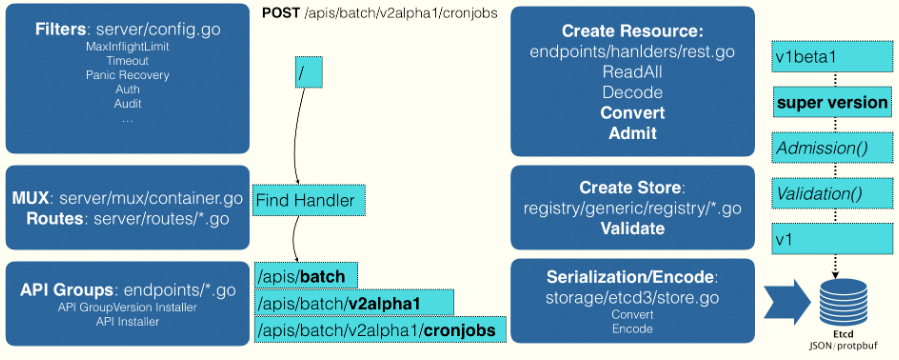 POST /apis/batch/v2alpha1/cronjobs
Filters: server/config.go
MaxInflightLimit
Timeout
Panic Recovery
Auth
Audit
...
MUX: server/mux/container.go
Routes: server/routes/*.go
API Groups: endpoints/*.go
API GroupVersion Installer
API Installer
/
Find Handler
/apis/batch
/apis/batch/v2alpha1
/apis/batch/v2alpha1/cronjobs
Create Resource:
endpoints/hanlders/rest.go
ReadAll
Decode
Convert
Admit
Create Store:
registry/generic/registry/*.go
Validate
Serialization/Encode:
storage/etcd3/store.go
Convert
Encode
v1beta1
super version
Admission()
Validation()
v1
Etcd
JSON/protpbuf